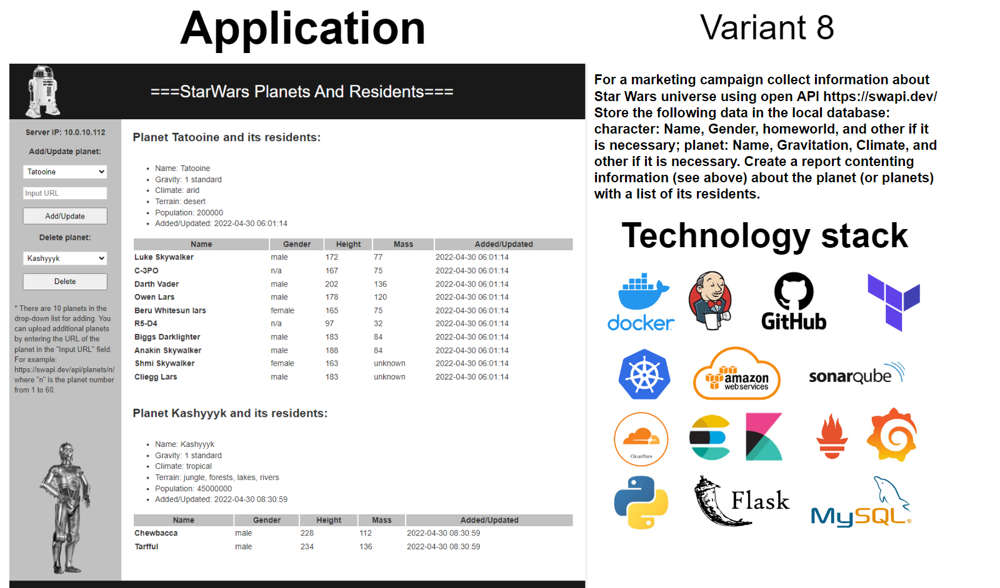 Application
Variant 8
===StarWars Planets And Residents===
Server IP: 10.0.10.112
Add/Update planet:
Tatooine
Input URL
Add/Update
Delete planet:
Kashyyyk
Delete
* There are 10 planets in the
drop-down list for adding. You
can upload additional planets
by entering the URL of the
planet in the "Input URL" field.
For example:
https://swapi.dev/api/planets/n/
where "n" is the planet number
from 1 to 60.
Planet Tatooine and its residents:
• Name: Tatooine
• Gravity: 1 standard
• Climate: arid
• Terrain: desert
• Population: 200000
• Added/Updated: 2022-04-30 06:01:14
Name Gender Height Mass Added/Updated
Luke Skywalker male 172 77 2022-04-30 06:01:14
C-3PO n/a 167 75 2022-04-30 06:01:14
Darth Vader male 202 136 2022-04-30 06:01:14
Owen Lars male 178 120 2022-04-30 06:01:14
Beru Whitesun lars female 165 75 2022-04-30 06:01:14
R5-D4 n/a 97 32 2022-04-30 06:01:14
Biggs Darklighter male 183 84 2022-04-30 06:01:14
Anakin Skywalker male 188 84 2022-04-30 06:01:14
Shmi Skywalker female 163 unknown 2022-04-30 06:01:14
Cliegg Lars male 183 unknown 2022-04-30 06:01:14
Planet Kashyyyk and its residents:
• Name: Kashyyyk
• Gravity: 1 standard
• Climate: tropical
• Terrain: jungle, forests, lakes, rivers
• Population: 45000000
• Added/Updated: 2022-04-30 08:30:59
Name Gender Height Mass Added/Updated
Chewbacca male 228 112 2022-04-30 08:30:59
Tarfful male 234 136 2022-04-30 08:30:59
For a marketing campaign collect information about
Star Wars universe using open API https://swapi.dev/
Store the following data in the local database:
character: Name, Gender, homeworld, and other if it
is necessary; planet: Name, Gravitation, Climate, and
other if it is necessary. Create a report contenting
information (see above) about the planet (or planets)
with a list of its residents.
Technology stack
docker
GitHub
amazon
webservices
sonarqube
Cloudflare
Flask
MySQL®